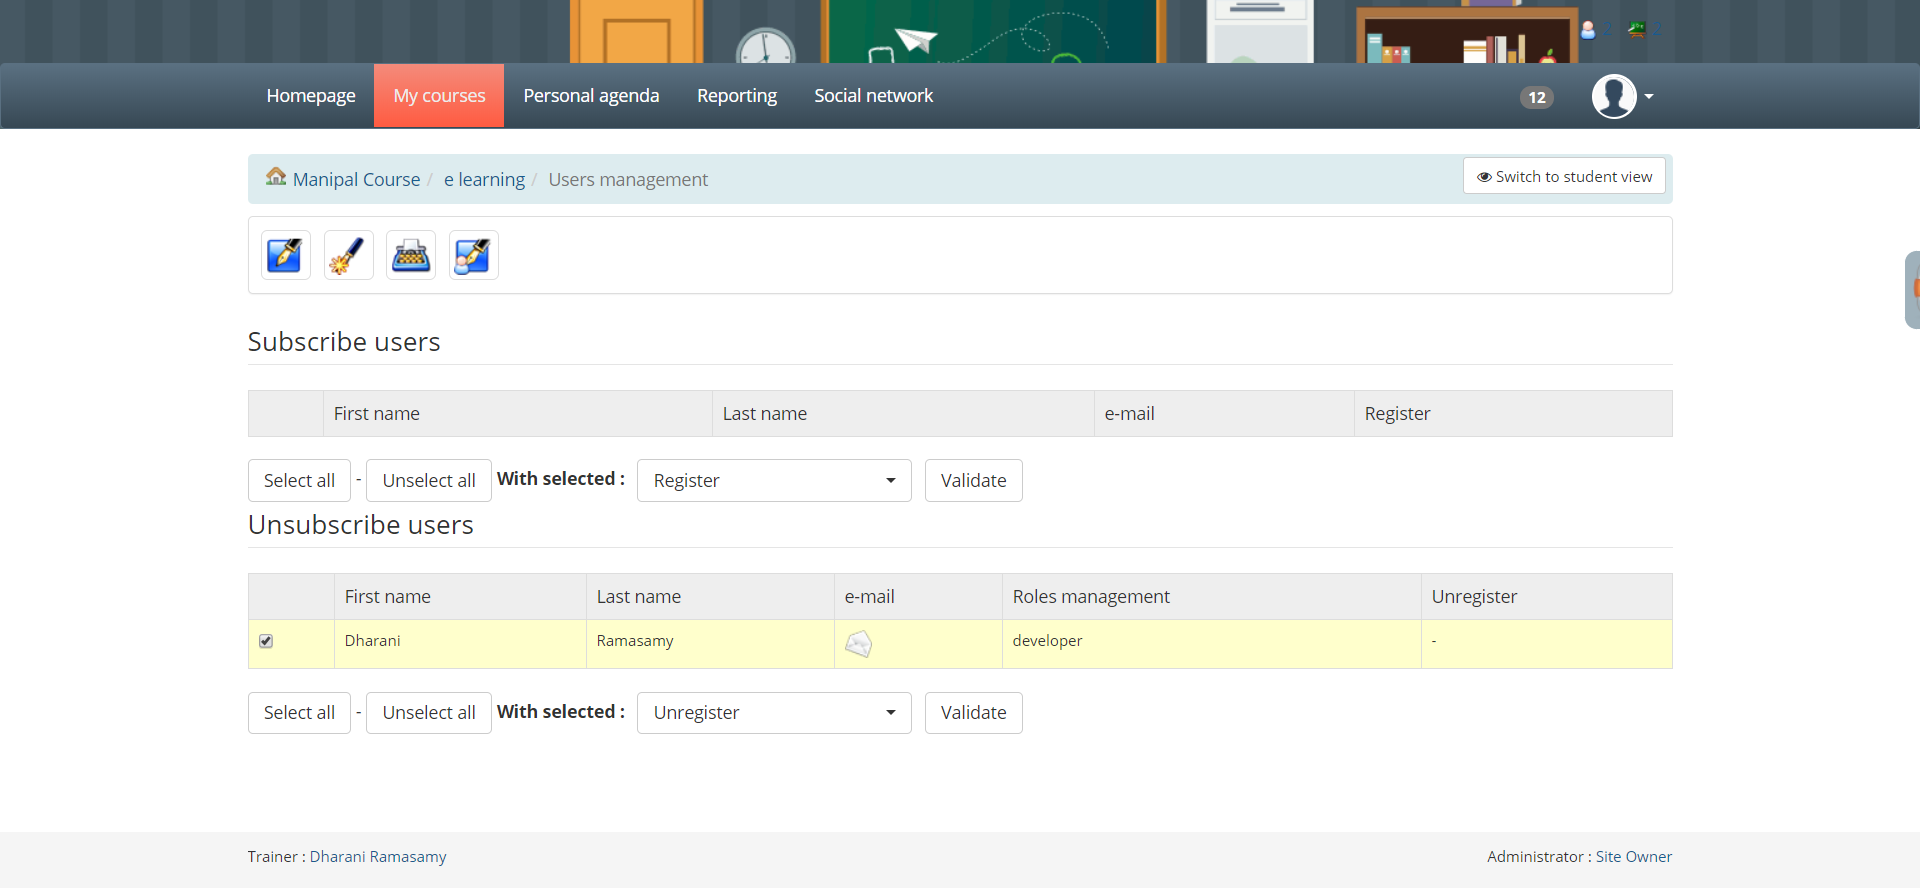 2 2
Homepage My courses Personal agenda Reporting Social network 12
Manipal Course / e learning / Users management Switch to student view
Subscribe users
First name Last name e-mail Register
Select all - Unselect all With selected : Register Validate
Unsubscribe users
First name Last name e-mail Roles management Unregister
Dharani Ramasamy developer -
Select all - Unselect all With selected : Unregister Validate
Trainer : Dharani Ramasamy Administrator : Site Owner